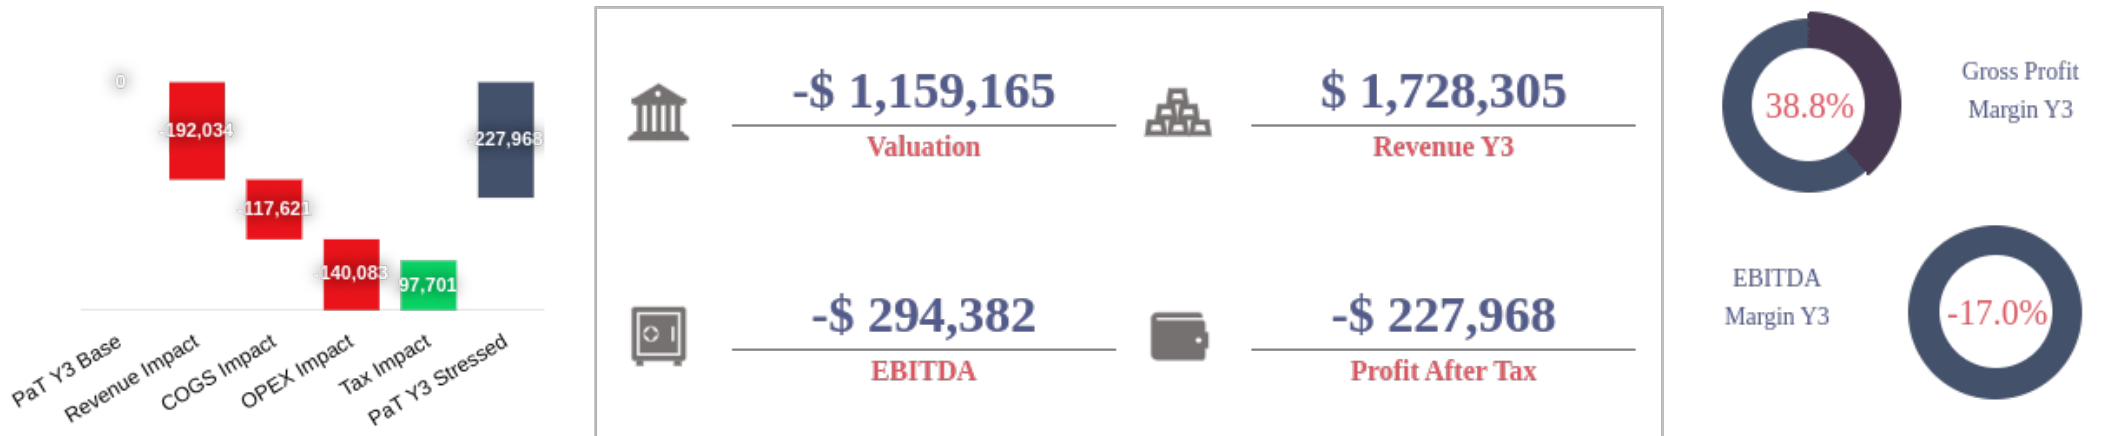 0
-192,034
-117,621
-140,083
97,701
-227,968
PaT Y3 Base
Revenue Impact
COGS Impact
OPEX Impact
Tax Impact
PaT Y3 Stressed
-$ 1,159,165
Valuation
$ 1,728,305
Revenue Y3
-$ 294,382
EBITDA
-$ 227,968
Profit After Tax
38.8%
Gross Profit
Margin Y3
EBITDA
Margin Y3
-17.0%